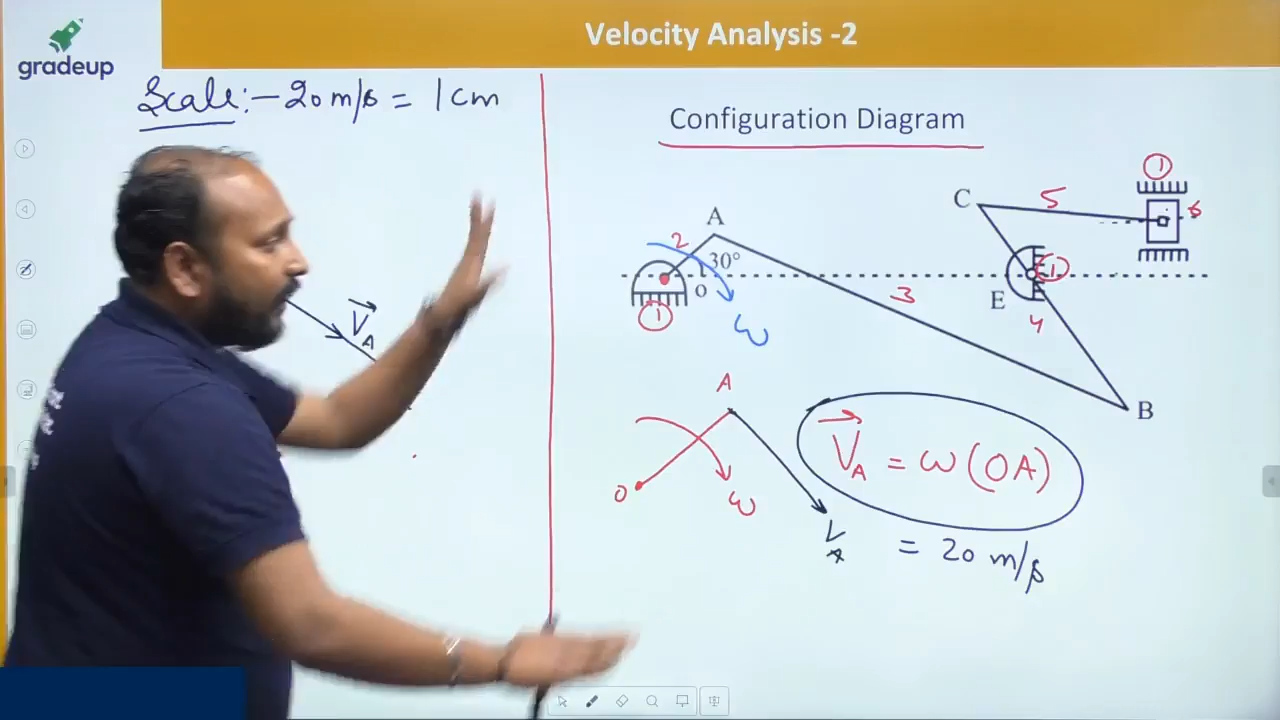 Velocity Analysis -2
gradeup
Scale:- 20 m/s = 1 cm
V_A
Configuration Diagram
A
30°
O
2
1
ω
3
C
5
1
6
E
1
4
B
A
O
ω
V_A
V_A = ω(OA)
= 20 m/s